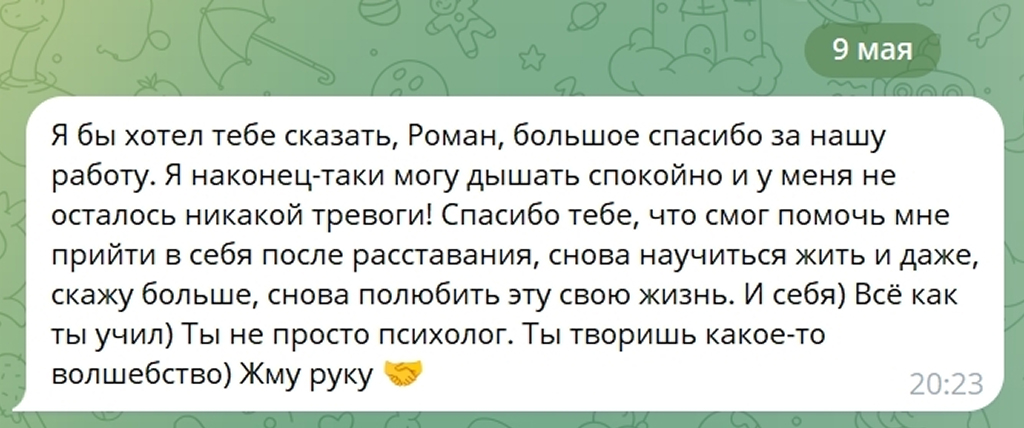 9 мая
Я бы хотел тебе сказать, Роман, большое спасибо за нашу
работу. Я наконец-таки могу дышать спокойно и у меня не
осталось никакой тревоги! Спасибо тебе, что смог помочь мне
прийти в себя после расставания, снова научиться жить и даже,
скажу больше, снова полюбить эту свою жизнь. И себя) Всё как
ты учил) Ты не просто психолог. Ты творишь какое-то
волшебство) Жму руку 🤝
20:23